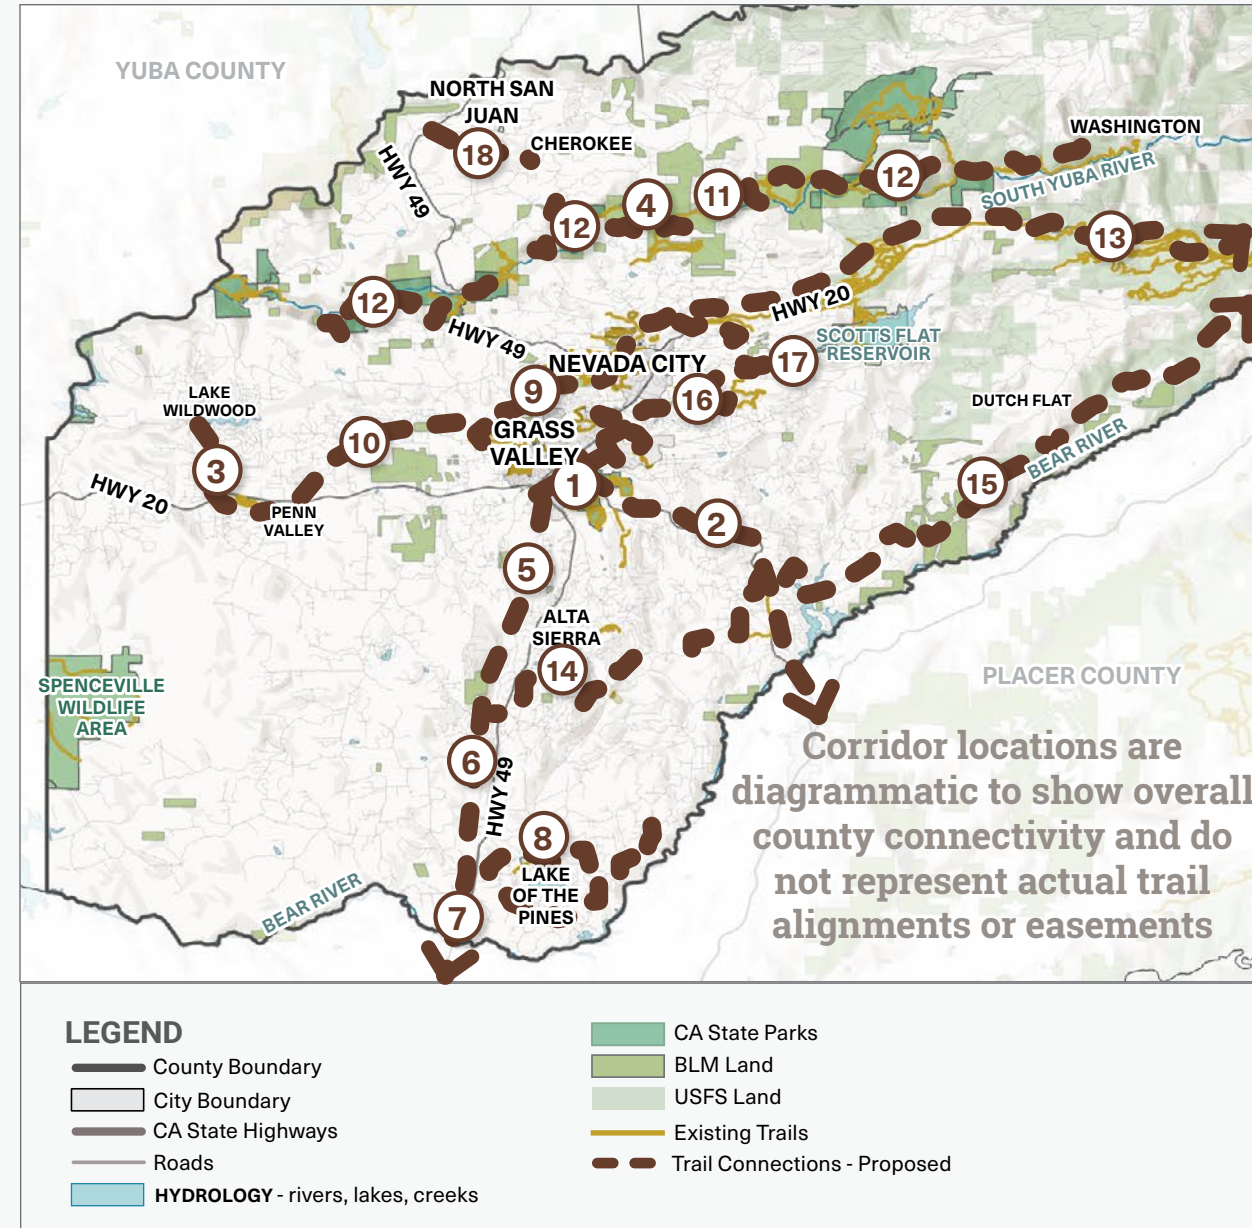 YUBA COUNTY
NORTH SAN
JUAN
18
CHEROKEE
WASHINGTON
HWY 49
SOUTH YUBA RIVER
12
4
11
12
13
12
HWY 49
HWY 20
SCOTTS FLAT
RESERVOIR
NEVADA CITY
17
9
16
LAKE
WILDWOOD
DUTCH FLAT
GRASS
VALLEY
10
3
1
BEAR RIVER
15
HWY 20
PENN
VALLEY
2
5
ALTA
SIERRA
14
SPENCEVILLE
WILDLIFE
AREA
PLACER COUNTY
6
HWY 49
Corridor locations are
diagrammatic to show overall
county connectivity and do
not represent actual trail
alignments or easements
8
LAKE
OF THE
PINES
BEAR RIVER
7
LEGEND
County Boundary
City Boundary
CA State Highways
Roads
HYDROLOGY - rivers, lakes, creeks
CA State Parks
BLM Land
USFS Land
Existing Trails
Trail Connections - Proposed